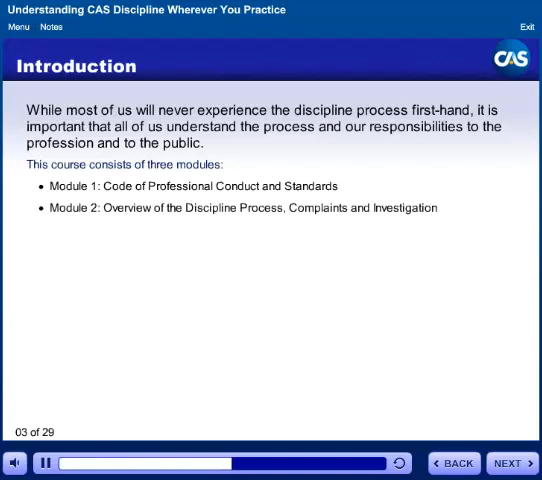 Understanding CAS Discipline Wherever You Practice
Menu Notes Exit
Introduction
CAS
While most of us will never experience the discipline process first-hand, it is
important that all of us understand the process and our responsibilities to the
profession and to the public.
This course consists of three modules:
• Module 1: Code of Professional Conduct and Standards
• Module 2: Overview of the Discipline Process, Complaints and Investigation
03 of 29
BACK NEXT